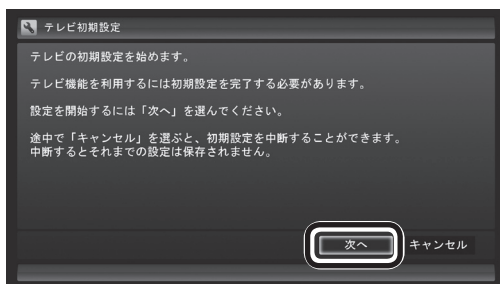 テレビ初期設定
テレビの初期設定を始めます。
テレビ機能を利用するには初期設定を完了する必要があります。
設定を開始するには「次へ」を選んでください。
途中で「キャンセル」を選ぶと、初期設定を中断することができます。
中断するとそれまでの設定は保存されません。
次へ キャンセル